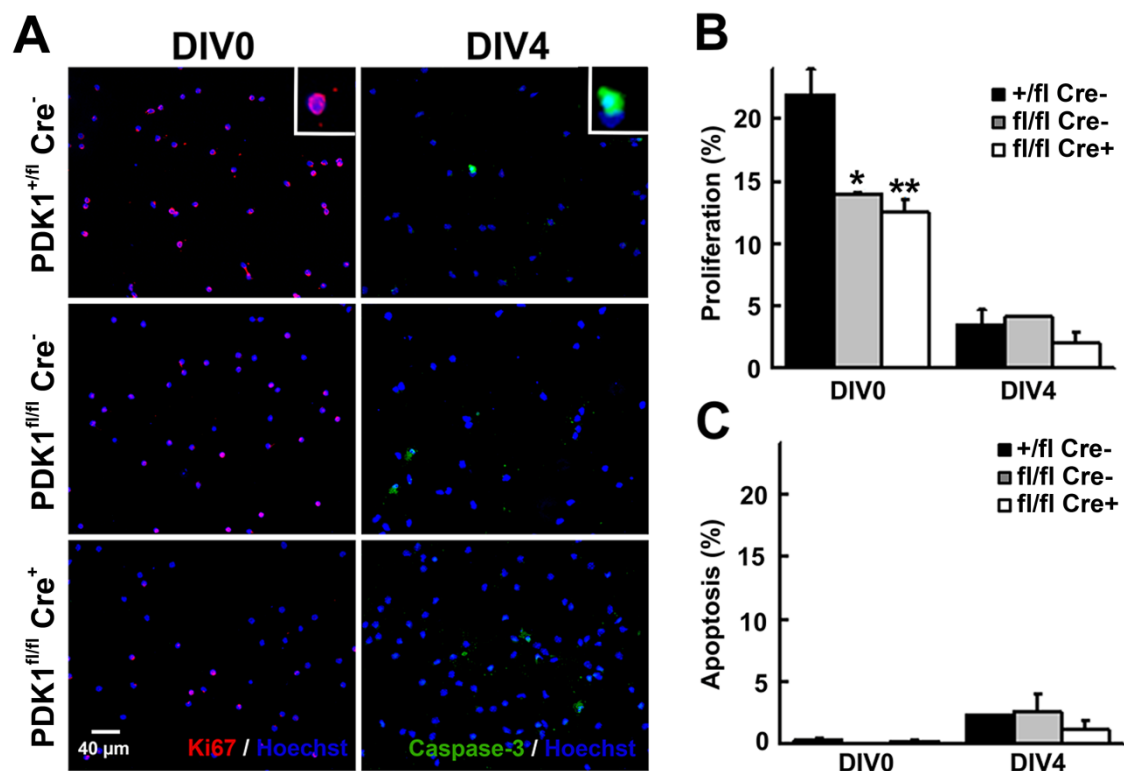 A
DIV0
DIV4
PDK1+/fl Cre-
PDK1fl/fl Cre-
PDK1fl/fl Cre+
40 µm
Ki67 / Hoechst
Caspase-3 / Hoechst
B
Proliferation (%)
20
15
10
5
0
+/fl Cre-
fl/fl Cre-
fl/fl Cre+
*
**
DIV0
DIV4
C
Apoptosis (%)
20
15
10
5
0
+/fl Cre-
fl/fl Cre-
fl/fl Cre+
DIV0
DIV4